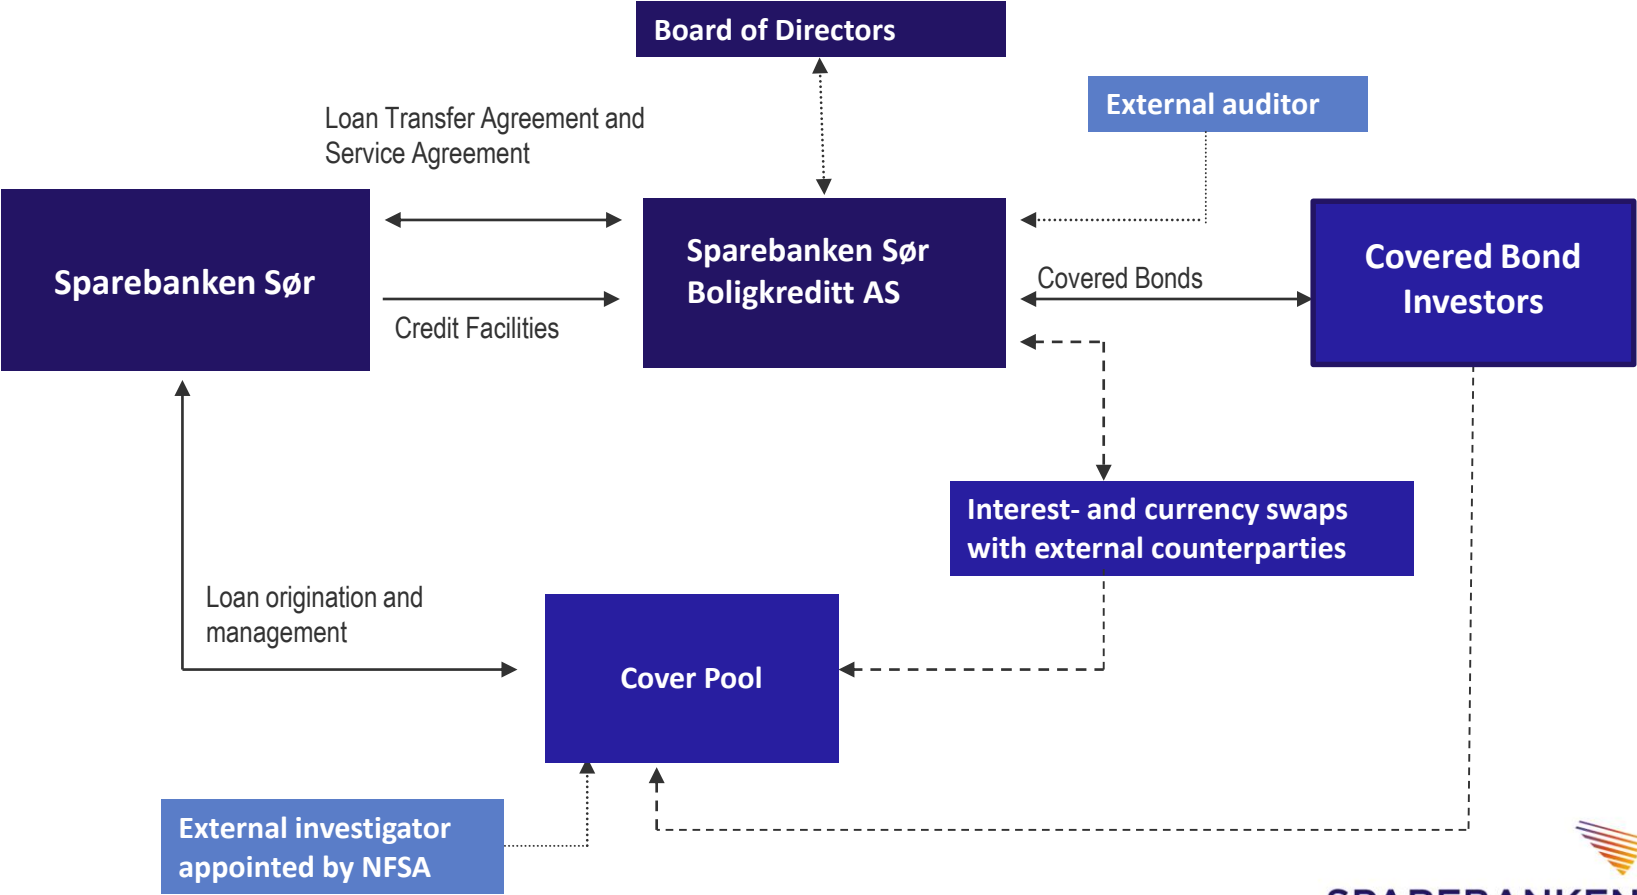 Board of Directors
External auditor
Loan Transfer Agreement and
Service Agreement
Sparebanken Sør
Sparebanken Sør
Boligkreditt AS
Covered Bonds
Covered Bond
Investors
Credit Facilities
Interest- and currency swaps
with external counterparties
Loan origination and
management
Cover Pool
External investigator
appointed by NFSA
SPAREBANKEN